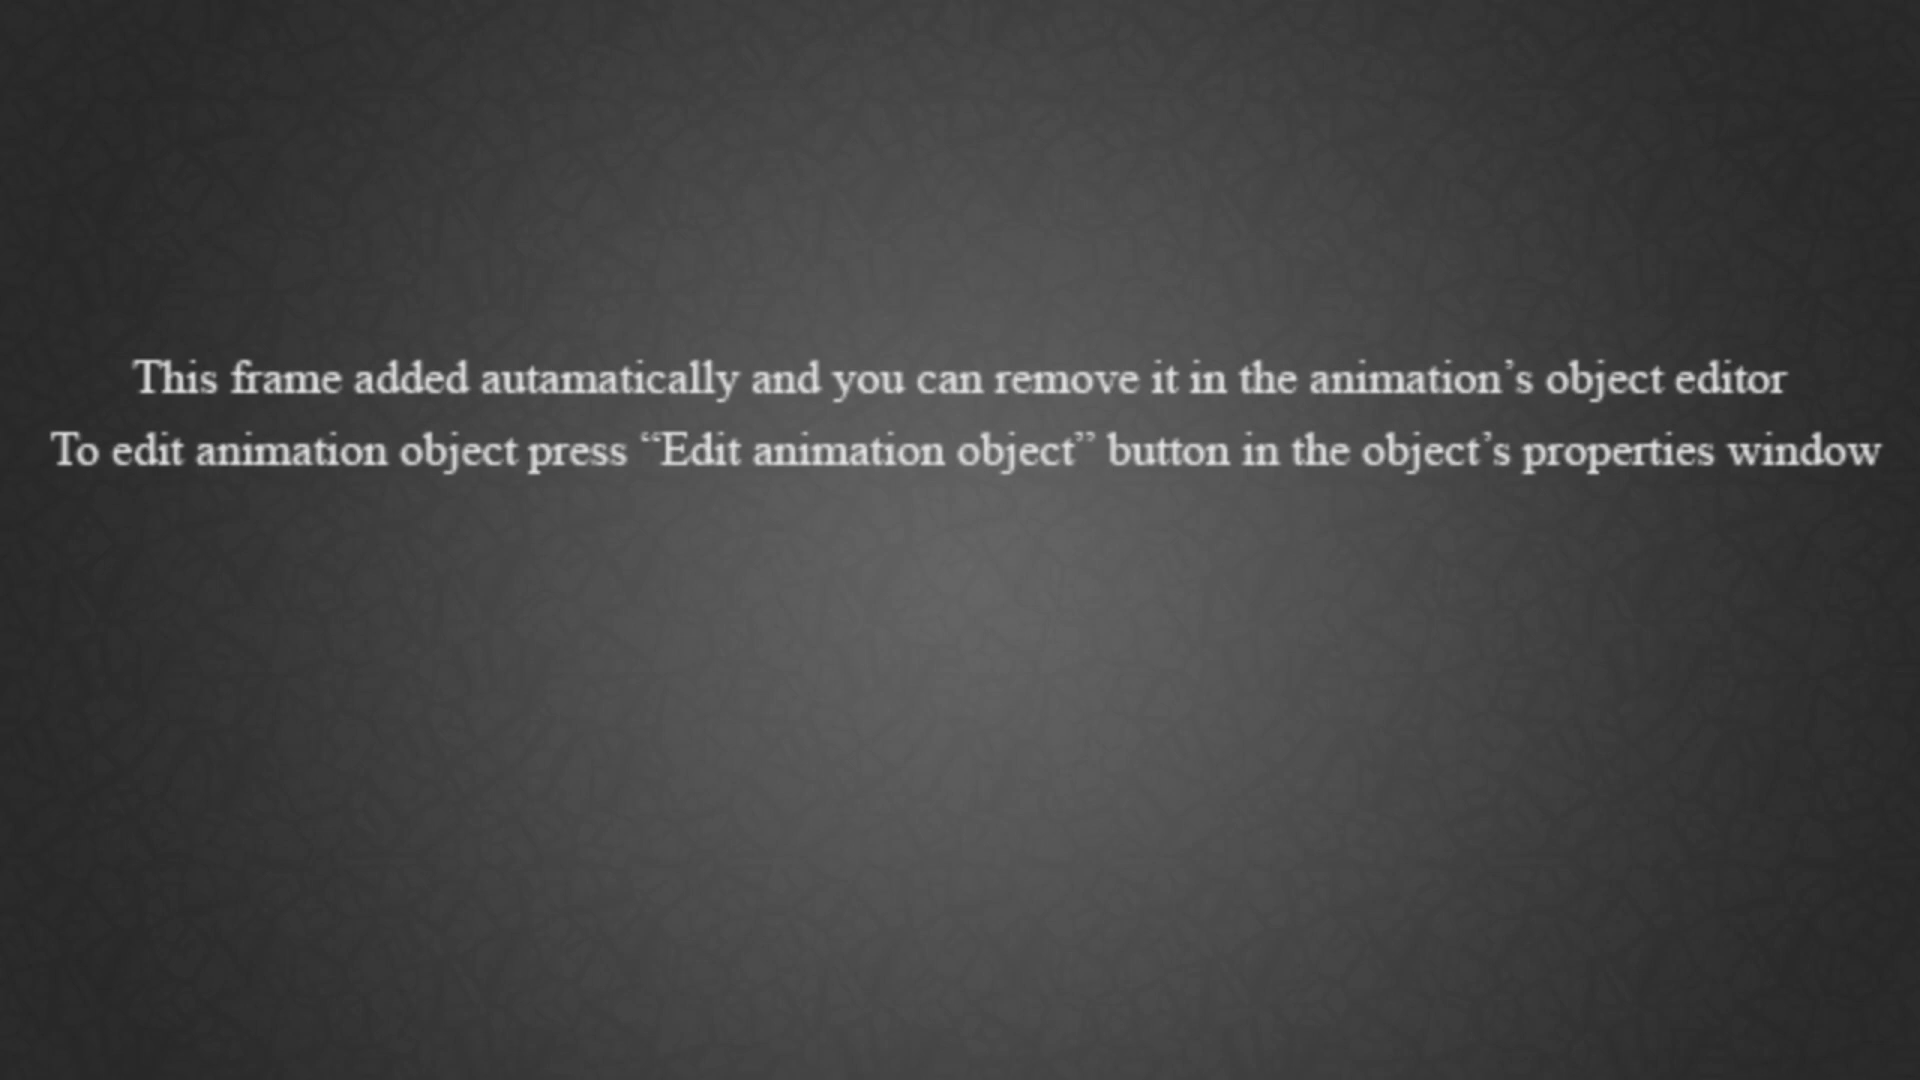 This frame added autamatically and you can remove it in the animation’s object editor
To edit animation object press “Edit animation object” button in the object’s properties window